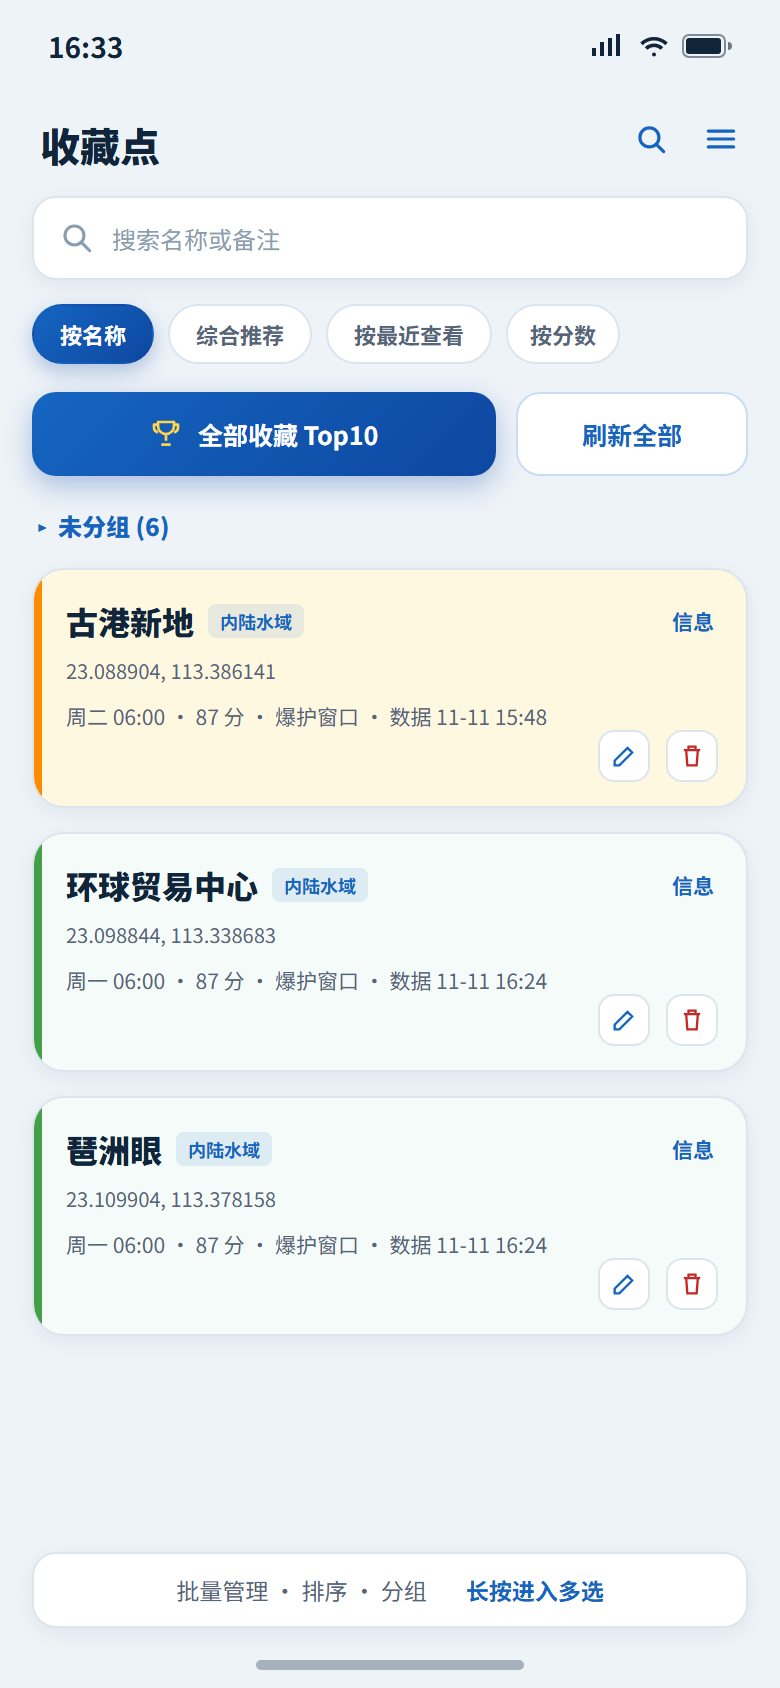 16:33
收藏点
搜索名称或备注
按名称 综合推荐 按最近查看 按分数
全部收藏 Top10 刷新全部
▸ 未分组 (6)
古港新地 内陆水域 信息
23.088904, 113.386141
周二 06:00 · 87 分 · 爆护窗口 · 数据 11-11 15:48
环球贸易中心 内陆水域 信息
23.098844, 113.338683
周一 06:00 · 87 分 · 爆护窗口 · 数据 11-11 16:24
琶洲眼 内陆水域 信息
23.109904, 113.378158
周一 06:00 · 87 分 · 爆护窗口 · 数据 11-11 16:24
批量管理 · 排序 · 分组 长按进入多选